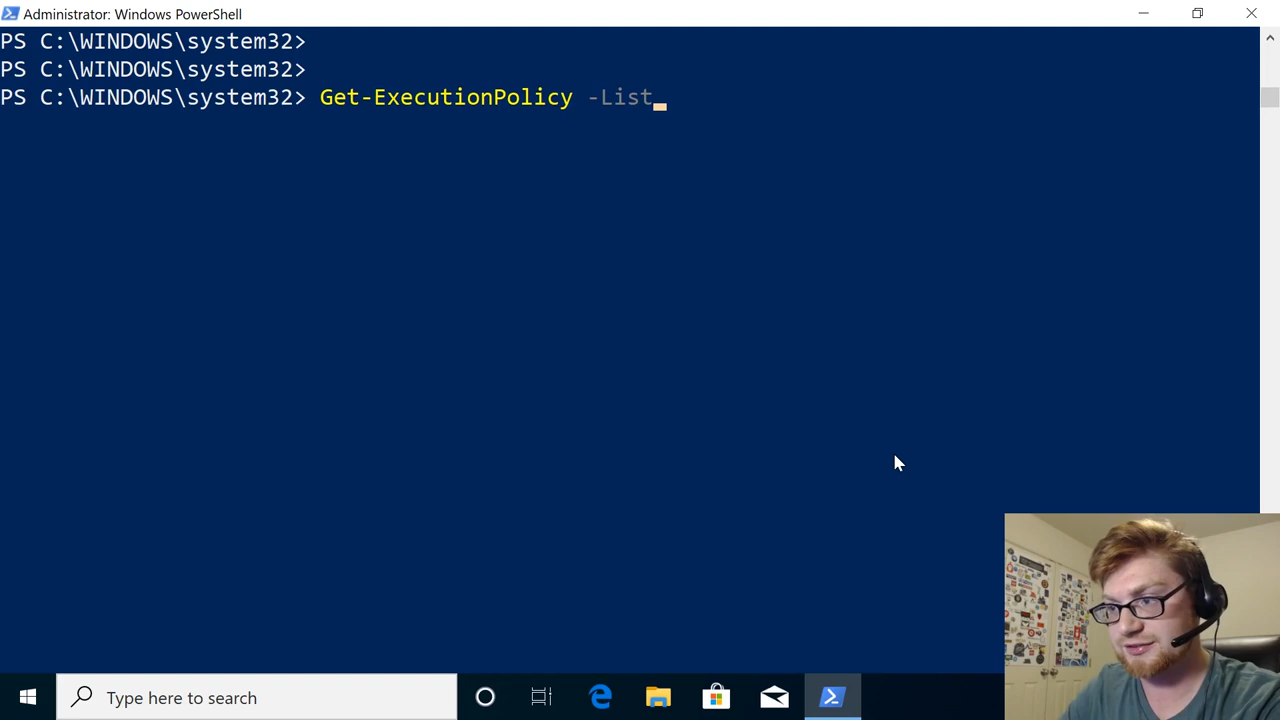 Administrator: Windows PowerShell
PS C:\WINDOWS\system32>
PS C:\WINDOWS\system32>
PS C:\WINDOWS\system32> Get-ExecutionPolicy -List
Type here to search